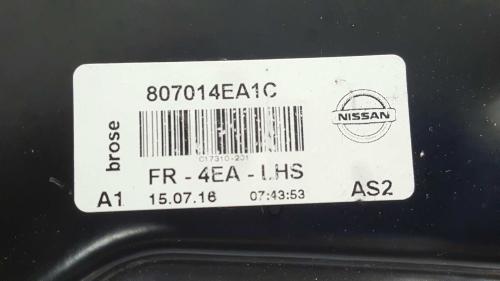 807014EA1C
brose
NISSAN
C17310-201
FR - 4EA - LHS
A1 15.07.16 07:43:53 AS2